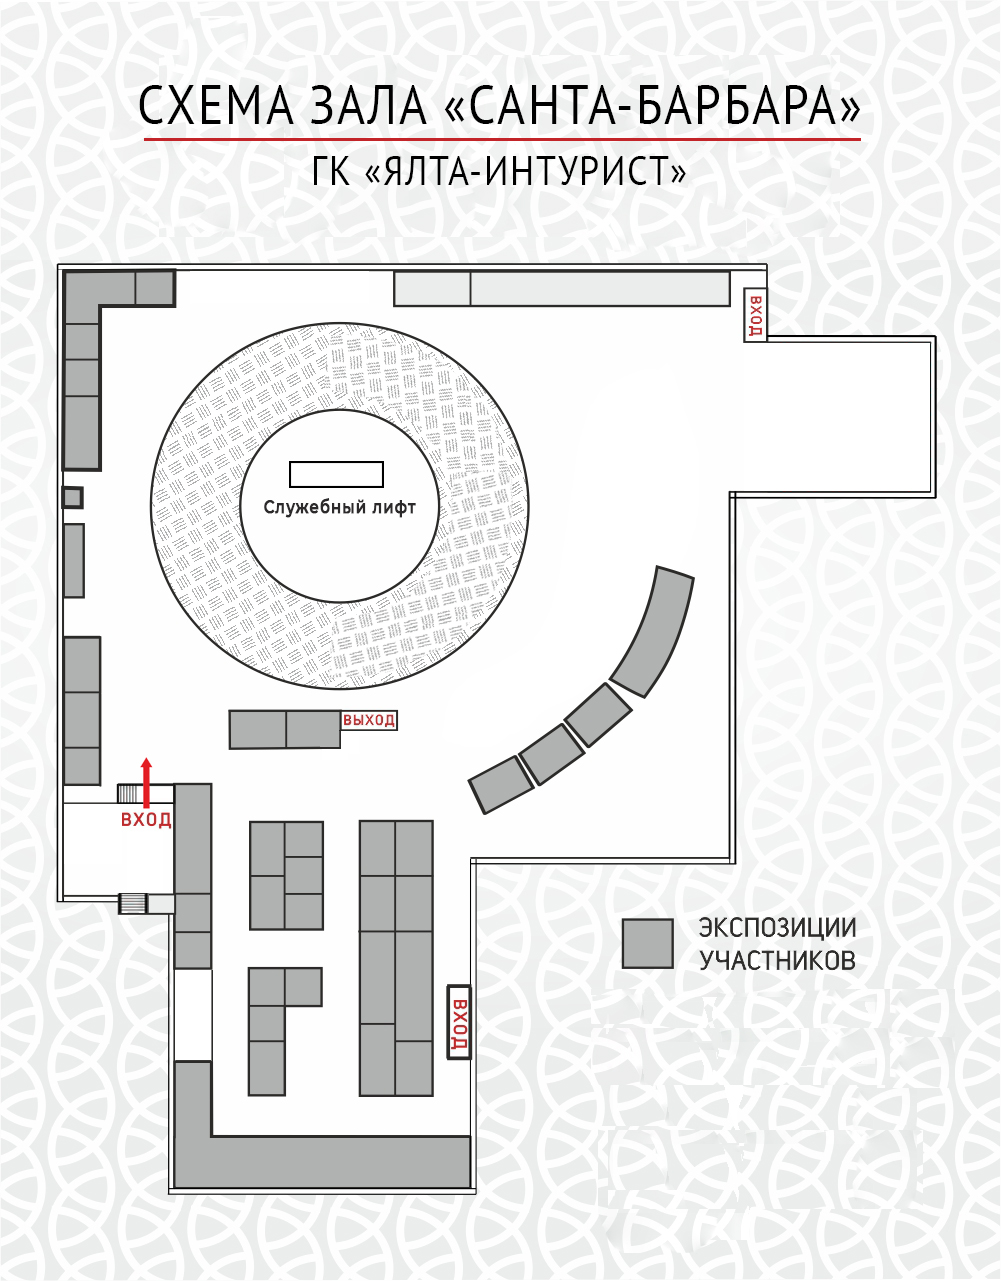 СХЕМА ЗАЛА «САНТА-БАРБАРА»
ГК «ЯЛТА-ИНТУРИСТ»
ВХОД
Служебный лифт
ВЫХОД
ВХОД
ЭКСПОЗИЦИИ
УЧАСТНИКОВ
ВХОД